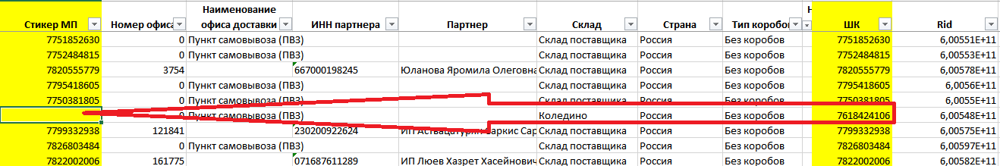 Стикер МП Номер офиса Наименование офиса доставки ИНН партнера Партнер Склад Страна Тип коробов Н ШК Rid
7751852630 0 Пункт самовывоза (ПВЗ) Склад поставщика Россия Без коробов 7751852630 6,00551E+11
7752484815 0 Пункт самовывоза (ПВЗ) Склад поставщика Россия Без коробов 7752484815 6,00553E+11
7820555779 3754 667000198245 Юланова Яромила Олеговна Склад поставщика Россия Без коробов 7820555779 6,00578E+11
7795418605 0 Пункт самовывоза (ПВЗ) Склад поставщика Россия Без коробов 7795418605 6,0056E+11
7750381805 0 Пункт самовывоза (ПВЗ) Склад поставщика Россия Без коробов 7750381805 6,0055E+11
0 Пункт самовывоза (ПВЗ) Коледино Россия Без коробов 7618424106 6,00548E+11
7799332938 121841 230200922624 ИП Аствацатурян Саркис Сар Склад поставщика Россия Без коробов 7799332938 6,00575E+11
7826803484 0 Пункт самовывоза (ПВЗ) Склад поставщика Россия Без коробов 7826803484 6,00597E+11
7822002006 161775 071687611289 ИП Люев Хазрет Хасейнович Склад поставщика Россия Без коробов 7822002006 6,00582E+11